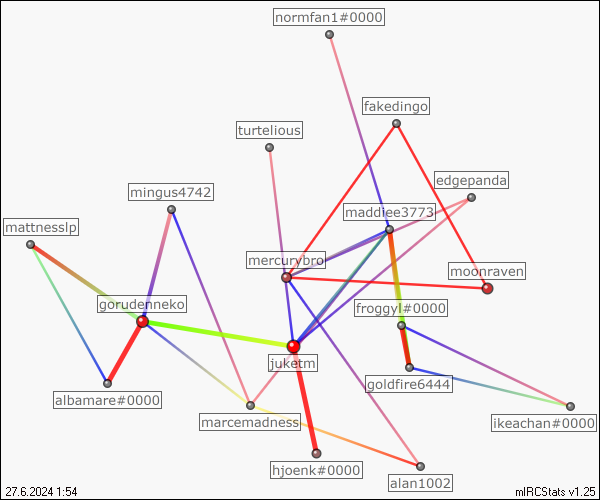 normfan1#0000
fakedingo
turtelious
edgepanda
mingus4742
maddiee3773
mattnesslp
mercurybro
moonraven
gorudenneko
froggyl#0000
juketm
goldfire6444
albamare#0000
marcemadness
ikeachan#0000
hjoenk#0000
alan1002
27.6.2024 1:54
mIRCStats v1.25